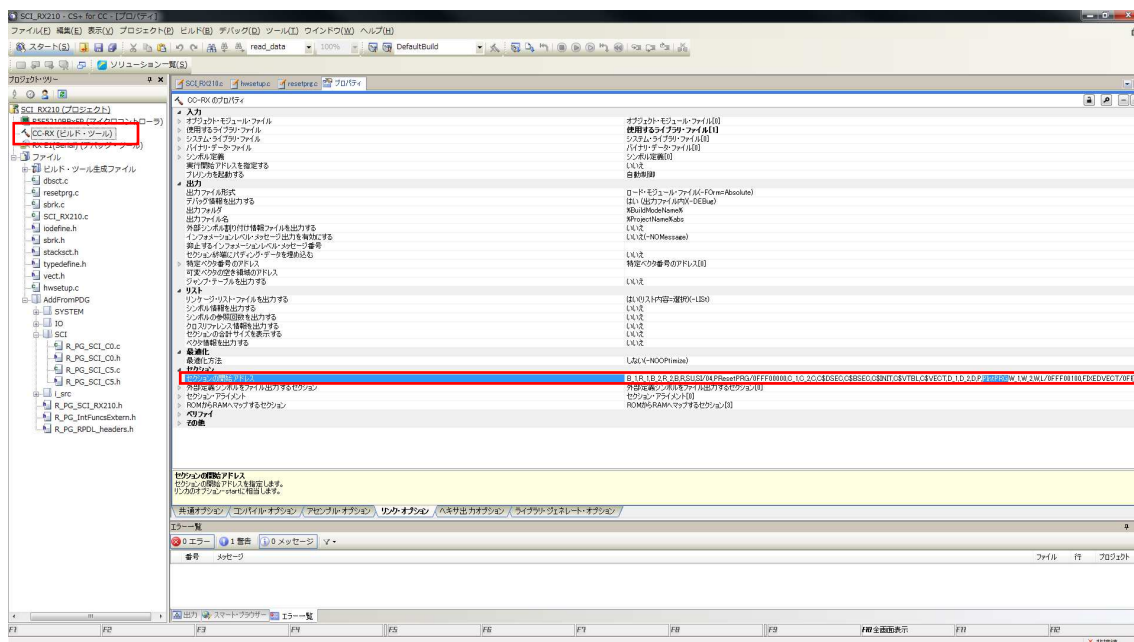 SCI_RX210 - CS+ for CC - [プロパティ]
ファイル(F) 編集(E) 表示(V) プロジェクト(P) ビルド(B) デバッグ(D) ツール(T) ウインドウ(W) ヘルプ(H)
スタート(S) read_data 100% DefaultBuild
ソリューション一覧(S)
プロジェクト・ツリー
SCI_RX210 (プロジェクト)
CC-RX (ビルド・ツール)
ファイル
ビルド・ツール生成ファイル
dbsct.c
resetprg.c
sbrk.c
SCI_RX210.c
iodefine.h
sbrk.h
stacksct.h
typedefine.h
vect.h
hwsetup.c
AddFromPDG
SYSTEM
IO
SCI
R_PG_SCI_C0.c
R_PG_SCI_C0.h
R_PG_SCI_C5.c
R_PG_SCI_C5.h
i_src
R_PG_SCI_RX210.h
R_PG_IntFuncsExtern.h
R_PG_RPDL_headers.h
SCI_RX210.c hwsetup.c resetprg.c プロパティ
CC-RX のプロパティ
入力
オブジェクト・モジュール・ファイル オブジェクト・モジュール・ファイル[0]
使用するライブラリ・ファイル 使用するライブラリ・ファイル[1]
システム・ライブラリ・ファイル システム・ライブラリ・ファイル[0]
バイナリ・データ・ファイル バイナリ・データ・ファイル[0]
シンボル定義 シンボル定義[0]
実行開始アドレスを指定する いいえ
プレリンカを起動する 自動制御
出力
出力ファイル形式 ロード・モジュール・ファイル(-FOrm=Absolute)
デバッグ情報を出力する はい(出力ファイル内)(-DEBug)
出力フォルダ %BuildModeName%
出力ファイル名 %ProjectName%.abs
外部シンボル割り付け情報ファイルを出力する いいえ
インフォメーションレベル・メッセージ出力を有効にする いいえ(-NOMessage)
抑止するインフォメーションレベル・メッセージ番号
セクション終端にパディング・データを埋め込む いいえ
特定ベクタ番号のアドレス 特定ベクタ番号のアドレス[0]
可変ベクタの空き領域のアドレス
ジャンプ・テーブルを出力する いいえ
リスト
リンケージ・リスト・ファイルを出力する はい(リスト内容=選択)(-LISt)
シンボル情報を出力する いいえ
シンボルの参照回数を出力する いいえ
クロスリファレンス情報を出力する いいえ
セクションの合計サイズを表示する いいえ
ベクタ情報を出力する いいえ
最適化
最適化方法 しない(-NOOPtimize)
セクション
セクションの開始アドレス B_1,R_1,B_2,R_2,B,R,SU,SI/04,PResetPRG/0FFF00000,C_1,C_2,C,C$DSEC,C$BSEC,C$INIT,C$VTBL,C$VECT,D_1,D_2,D,P,
外部定義シンボルをファイル出力するセクション 外部定義シンボルをファイル出力するセクション[0]
セクション・アライメント セクション・アライメント[0]
ROMからRAMへマップするセクション ROMからRAMへマップするセクション[3]
ベリファイ
その他
セクションの開始アドレス
セクションの開始アドレスを指定します。
リンカのオプション-startに相当します。
共通オプション コンパイル・オプション アセンブル・オプション リンク・オプション ヘキサ出力オプション ライブラリ・ジェネレート・オプション
エラー一覧
0 エラー 1 警告 0 メッセージ
番号 メッセージ ファイル 行 プロジェクト
出力 スマート・ブラウザー エラー一覧
F1 F2 F3 F4 F5 F6 F7 F8 F9 F10 全画面表示 F11 F12